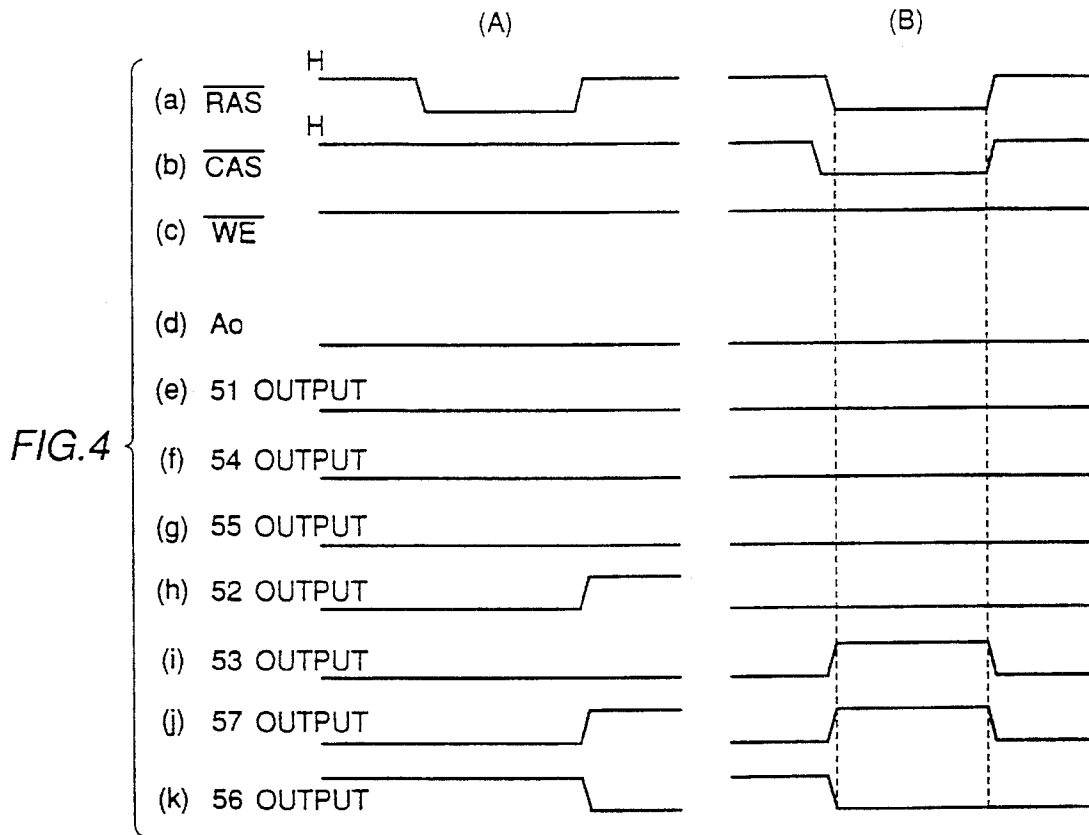 (A) (B)
H
(a) RAS
H
(b) CAS
(c) WE
(d) Ao
(e) 51 OUTPUT
FIG.4
(f) 54 OUTPUT
(g) 55 OUTPUT
(h) 52 OUTPUT
(i) 53 OUTPUT
(j) 57 OUTPUT
(k) 56 OUTPUT